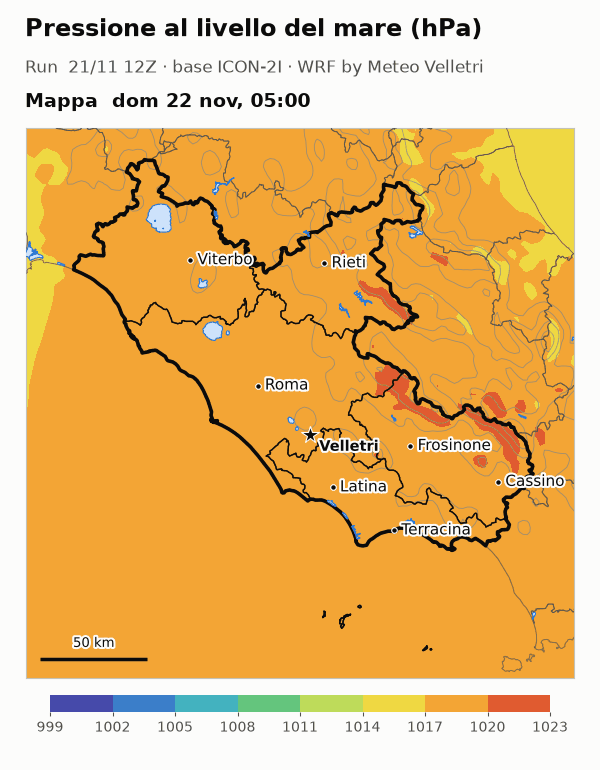 Pressione al livello del mare (hPa)
Run  21/11 12Z · base ICON-2I · WRF by Meteo Velletri
Mappa  dom 22 nov, 05:00
Viterbo
Rieti
Roma
Velletri
Frosinone
Cassino
Latina
Terracina
50 km
999 1002 1005 1008 1011 1014 1017 1020 1023